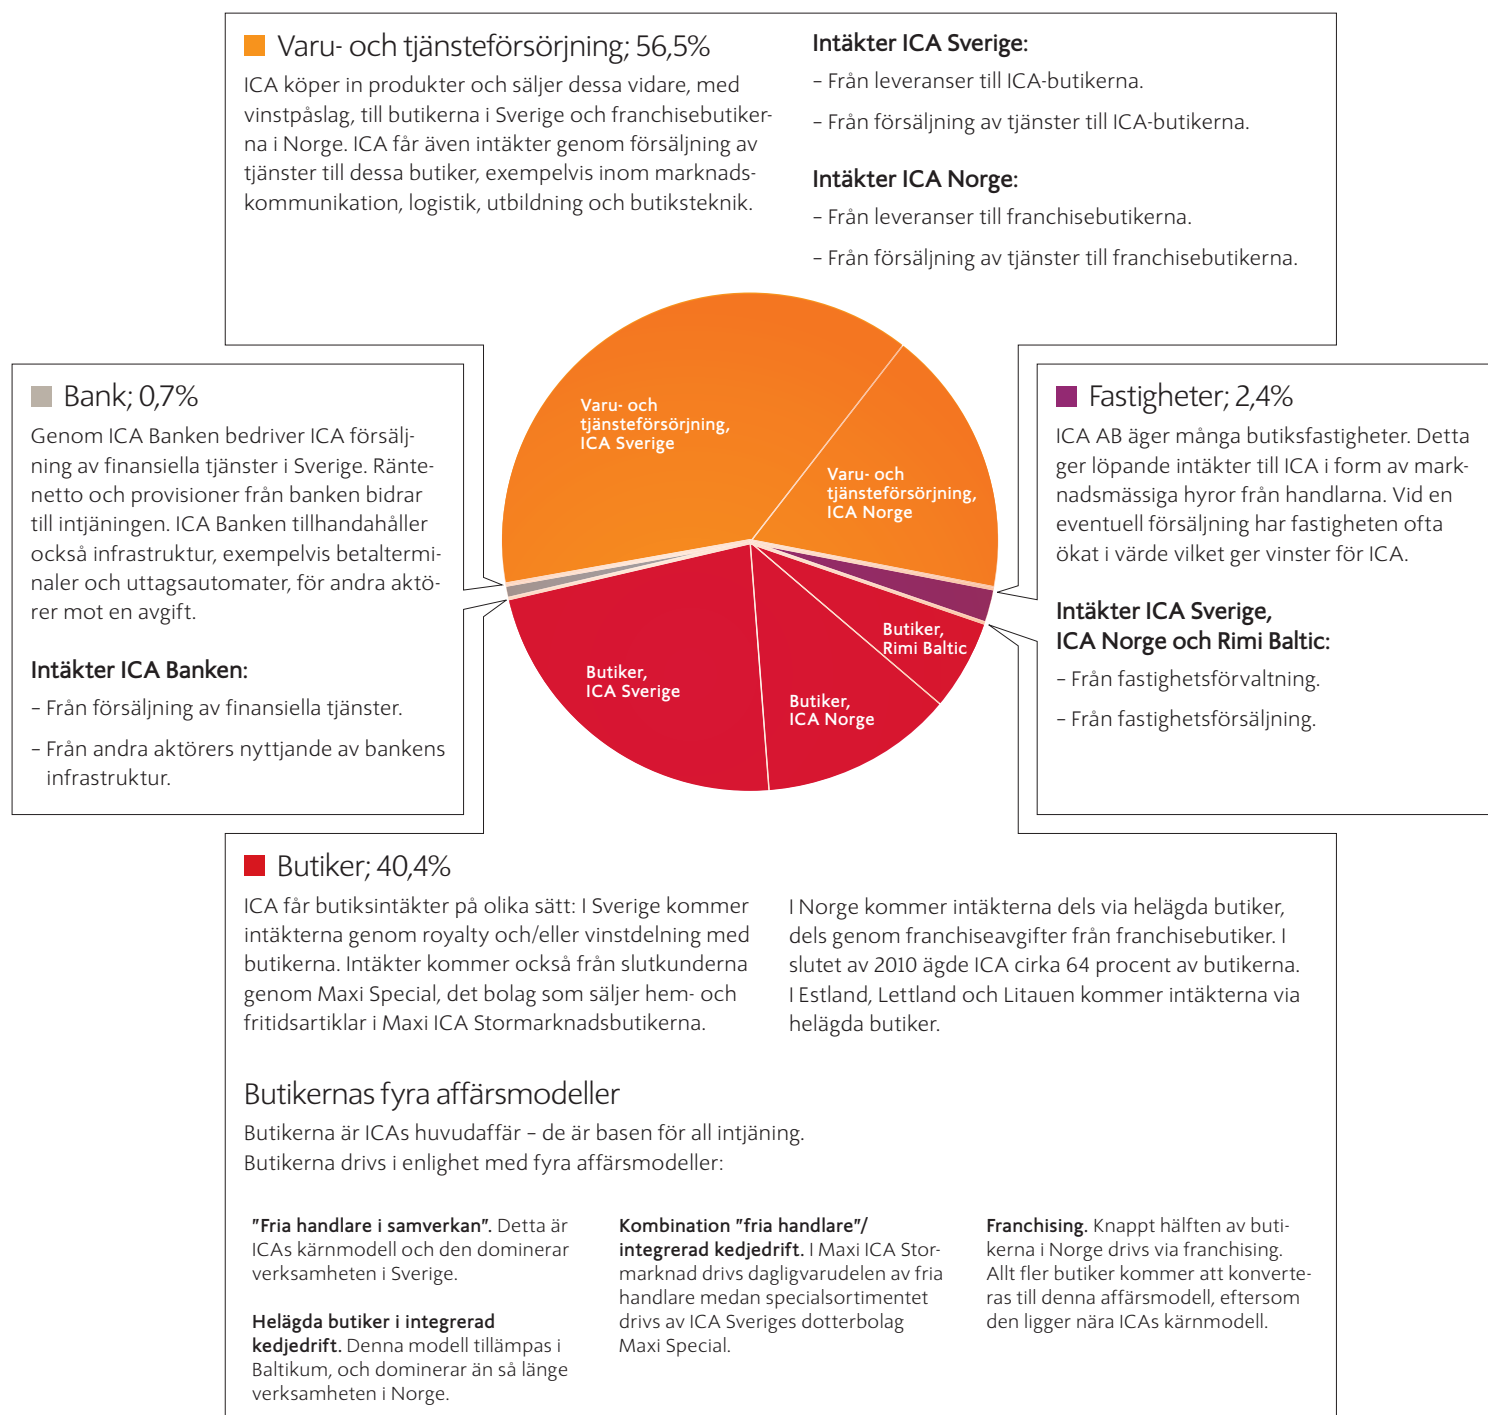 Varu- och tjänsteförsörjning; 56,5%
ICA köper in produkter och säljer dessa vidare, med
vinstpåslag, till butikerna i Sverige och franchisebutiker-
na i Norge. ICA får även intäkter genom försäljning av
tjänster till dessa butiker, exempelvis inom marknads-
kommunikation, logistik, utbildning och butiksteknik.
Intäkter ICA Sverige:
– Från leveranser till ICA-butikerna.
– Från försäljning av tjänster till ICA-butikerna.
Intäkter ICA Norge:
– Från leveranser till franchisebutikerna.
– Från försäljning av tjänster till franchisebutikerna.
Bank; 0,7%
Genom ICA Banken bedriver ICA försälj-
ning av finansiella tjänster i Sverige. Ränte-
netto och provisioner från banken bidrar
till intjäningen. ICA Banken tillhandahåller
också infrastruktur, exempelvis betaltermi-
naler och uttagsautomater, för andra aktö-
rer mot en avgift.
Intäkter ICA Banken:
– Från försäljning av finansiella tjänster.
– Från andra aktörers nyttjande av bankens
infrastruktur.
Varu- och
tjänsteförsörjning,
ICA Sverige
Varu- och
tjänsteförsörjning,
ICA Norge
Butiker,
Rimi Baltic
Butiker,
ICA Sverige
Butiker,
ICA Norge
Fastigheter; 2,4%
ICA AB äger många butiksfastigheter. Detta
ger löpande intäkter till ICA i form av mark-
nadsmässiga hyror från handlarna. Vid en
eventuell försäljning har fastigheten ofta
ökat i värde vilket ger vinster för ICA.
Intäkter ICA Sverige,
ICA Norge och Rimi Baltic:
– Från fastighetsförvaltning.
– Från fastighetsförsäljning.
Butiker; 40,4%
ICA får butiksintäkter på olika sätt: I Sverige kommer
intäkterna genom royalty och/eller vinstdelning med
butikerna. Intäkter kommer också från slutkunderna
genom Maxi Special, det bolag som säljer hem- och
fritidsartiklar i Maxi ICA Stormarknadsbutikerna.
I Norge kommer intäkterna dels via helägda butiker,
dels genom franchiseavgifter från franchisebutiker. I
slutet av 2010 ägde ICA cirka 64 procent av butikerna.
I Estland, Lettland och Litauen kommer intäkterna via
helägda butiker.
Butikernas fyra affärsmodeller
Butikerna är ICAs huvudaffär – de är basen för all intjäning.
Butikerna drivs i enlighet med fyra affärsmodeller:
"Fria handlare i samverkan". Detta är
ICAs kärnmodell och den dominerar
verksamheten i Sverige.
Helägda butiker i integrerad
kedjedrift. Denna modell tillämpas i
Baltikum, och dominerar än så länge
verksamheten i Norge.
Kombination "fria handlare"/
integrerad kedjedrift. I Maxi ICA Stor-
marknad drivs dagligvarudelen av fria
handlare medan specialsortimentet
drivs av ICA Sveriges dotterbolag
Maxi Special.
Franchising. Knappt hälften av buti-
kerna i Norge drivs via franchising.
Allt fler butiker kommer att konverte-
ras till denna affärsmodell, eftersom
den ligger nära ICAs kärnmodell.